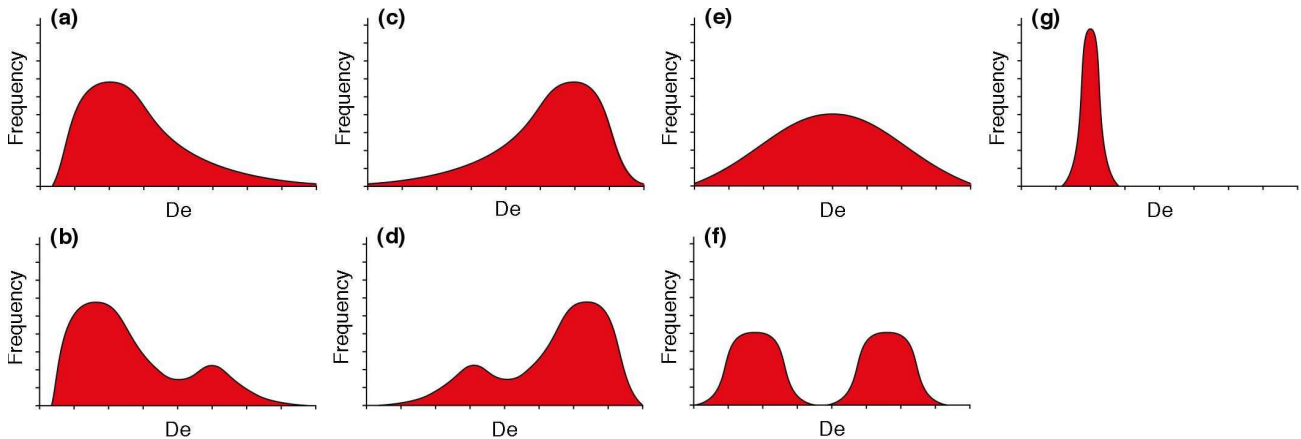 (a)
Frequency
De
(c)
Frequency
De
(e)
Frequency
De
(g)
Frequency
De
(b)
Frequency
De
(d)
Frequency
De
(f)
Frequency
De